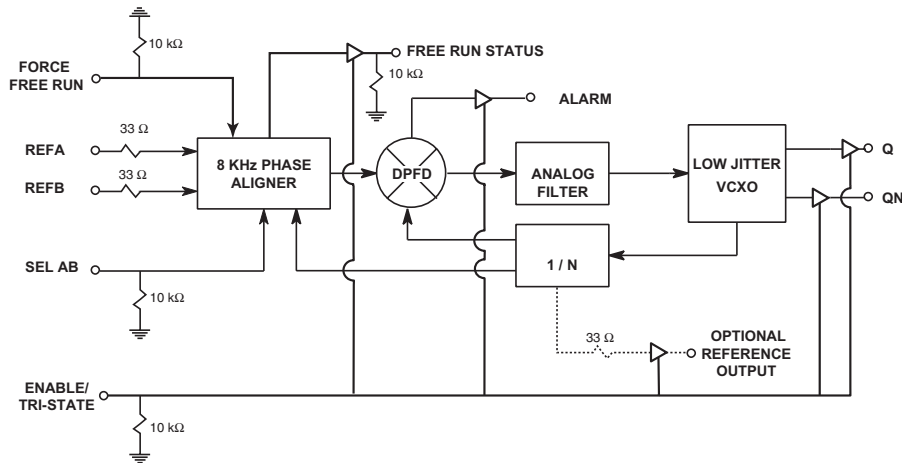 10 kΩ
FORCE
FREE RUN
FREE RUN STATUS
10 kΩ
ALARM
33 Ω
REFA
REFB
33 Ω
8 KHz PHASE
ALIGNER
DPFD
ANALOG
FILTER
LOW JITTER
VCXO
Q
QN
SEL AB
10 kΩ
1 / N
33 Ω
OPTIONAL
REFERENCE
OUTPUT
ENABLE/
TRI-STATE
10 kΩ